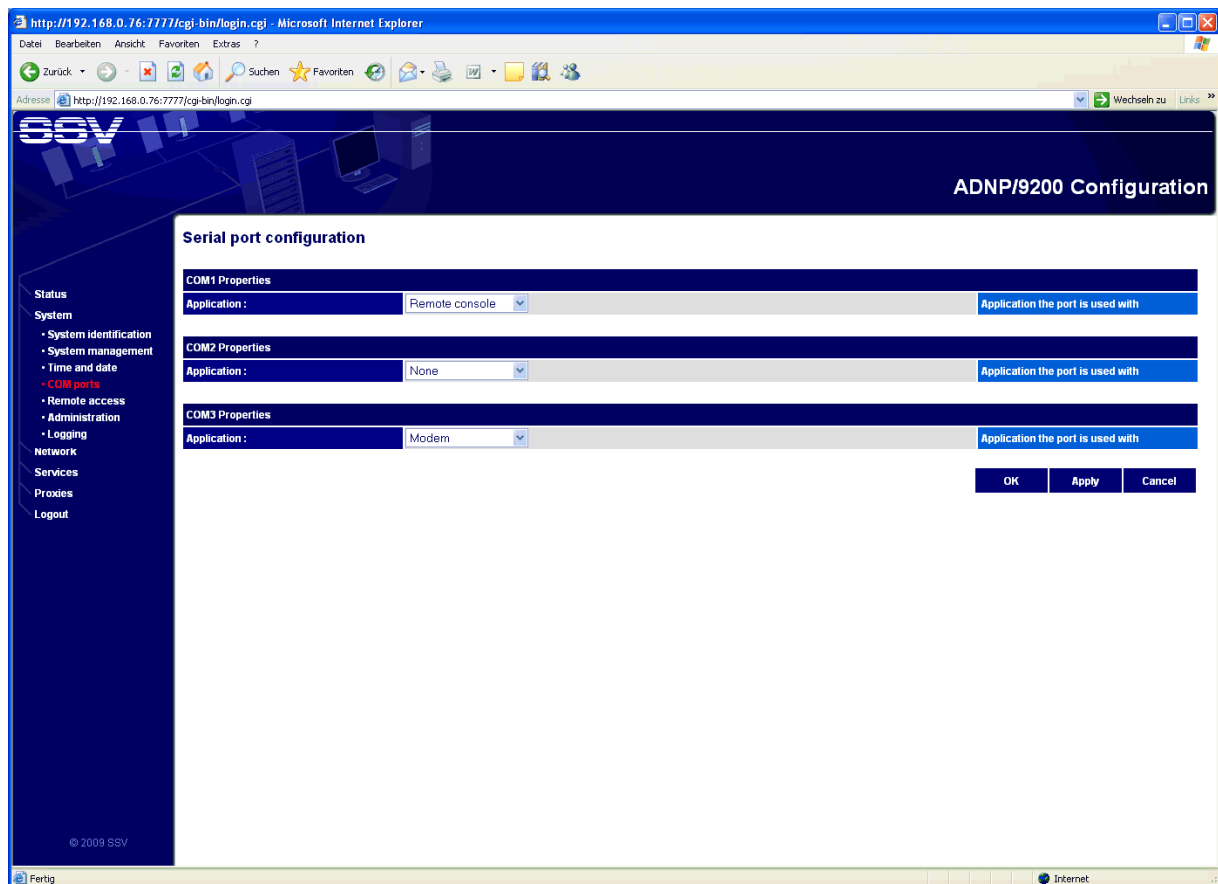 http://192.168.0.76:7777/cgi-bin/login.cgi - Microsoft Internet Explorer
Datei Bearbeiten Ansicht Favoriten Extras ?
Zurück Suchen Favoriten
Adresse http://192.168.0.76:7777/cgi-bin/login.cgi Wechseln zu Links »
SSV
ADNP/9200 Configuration
Serial port configuration
COM1 Properties
Application : Remote console Application the port is used with
COM2 Properties
Application : None Application the port is used with
COM3 Properties
Application : Modem Application the port is used with
OK Apply Cancel
Status
System
• System identification
• System management
• Time and date
• COM ports
• Remote access
• Administration
• Logging
Network
Services
Proxies
Logout
© 2009 SSV
Fertig Internet